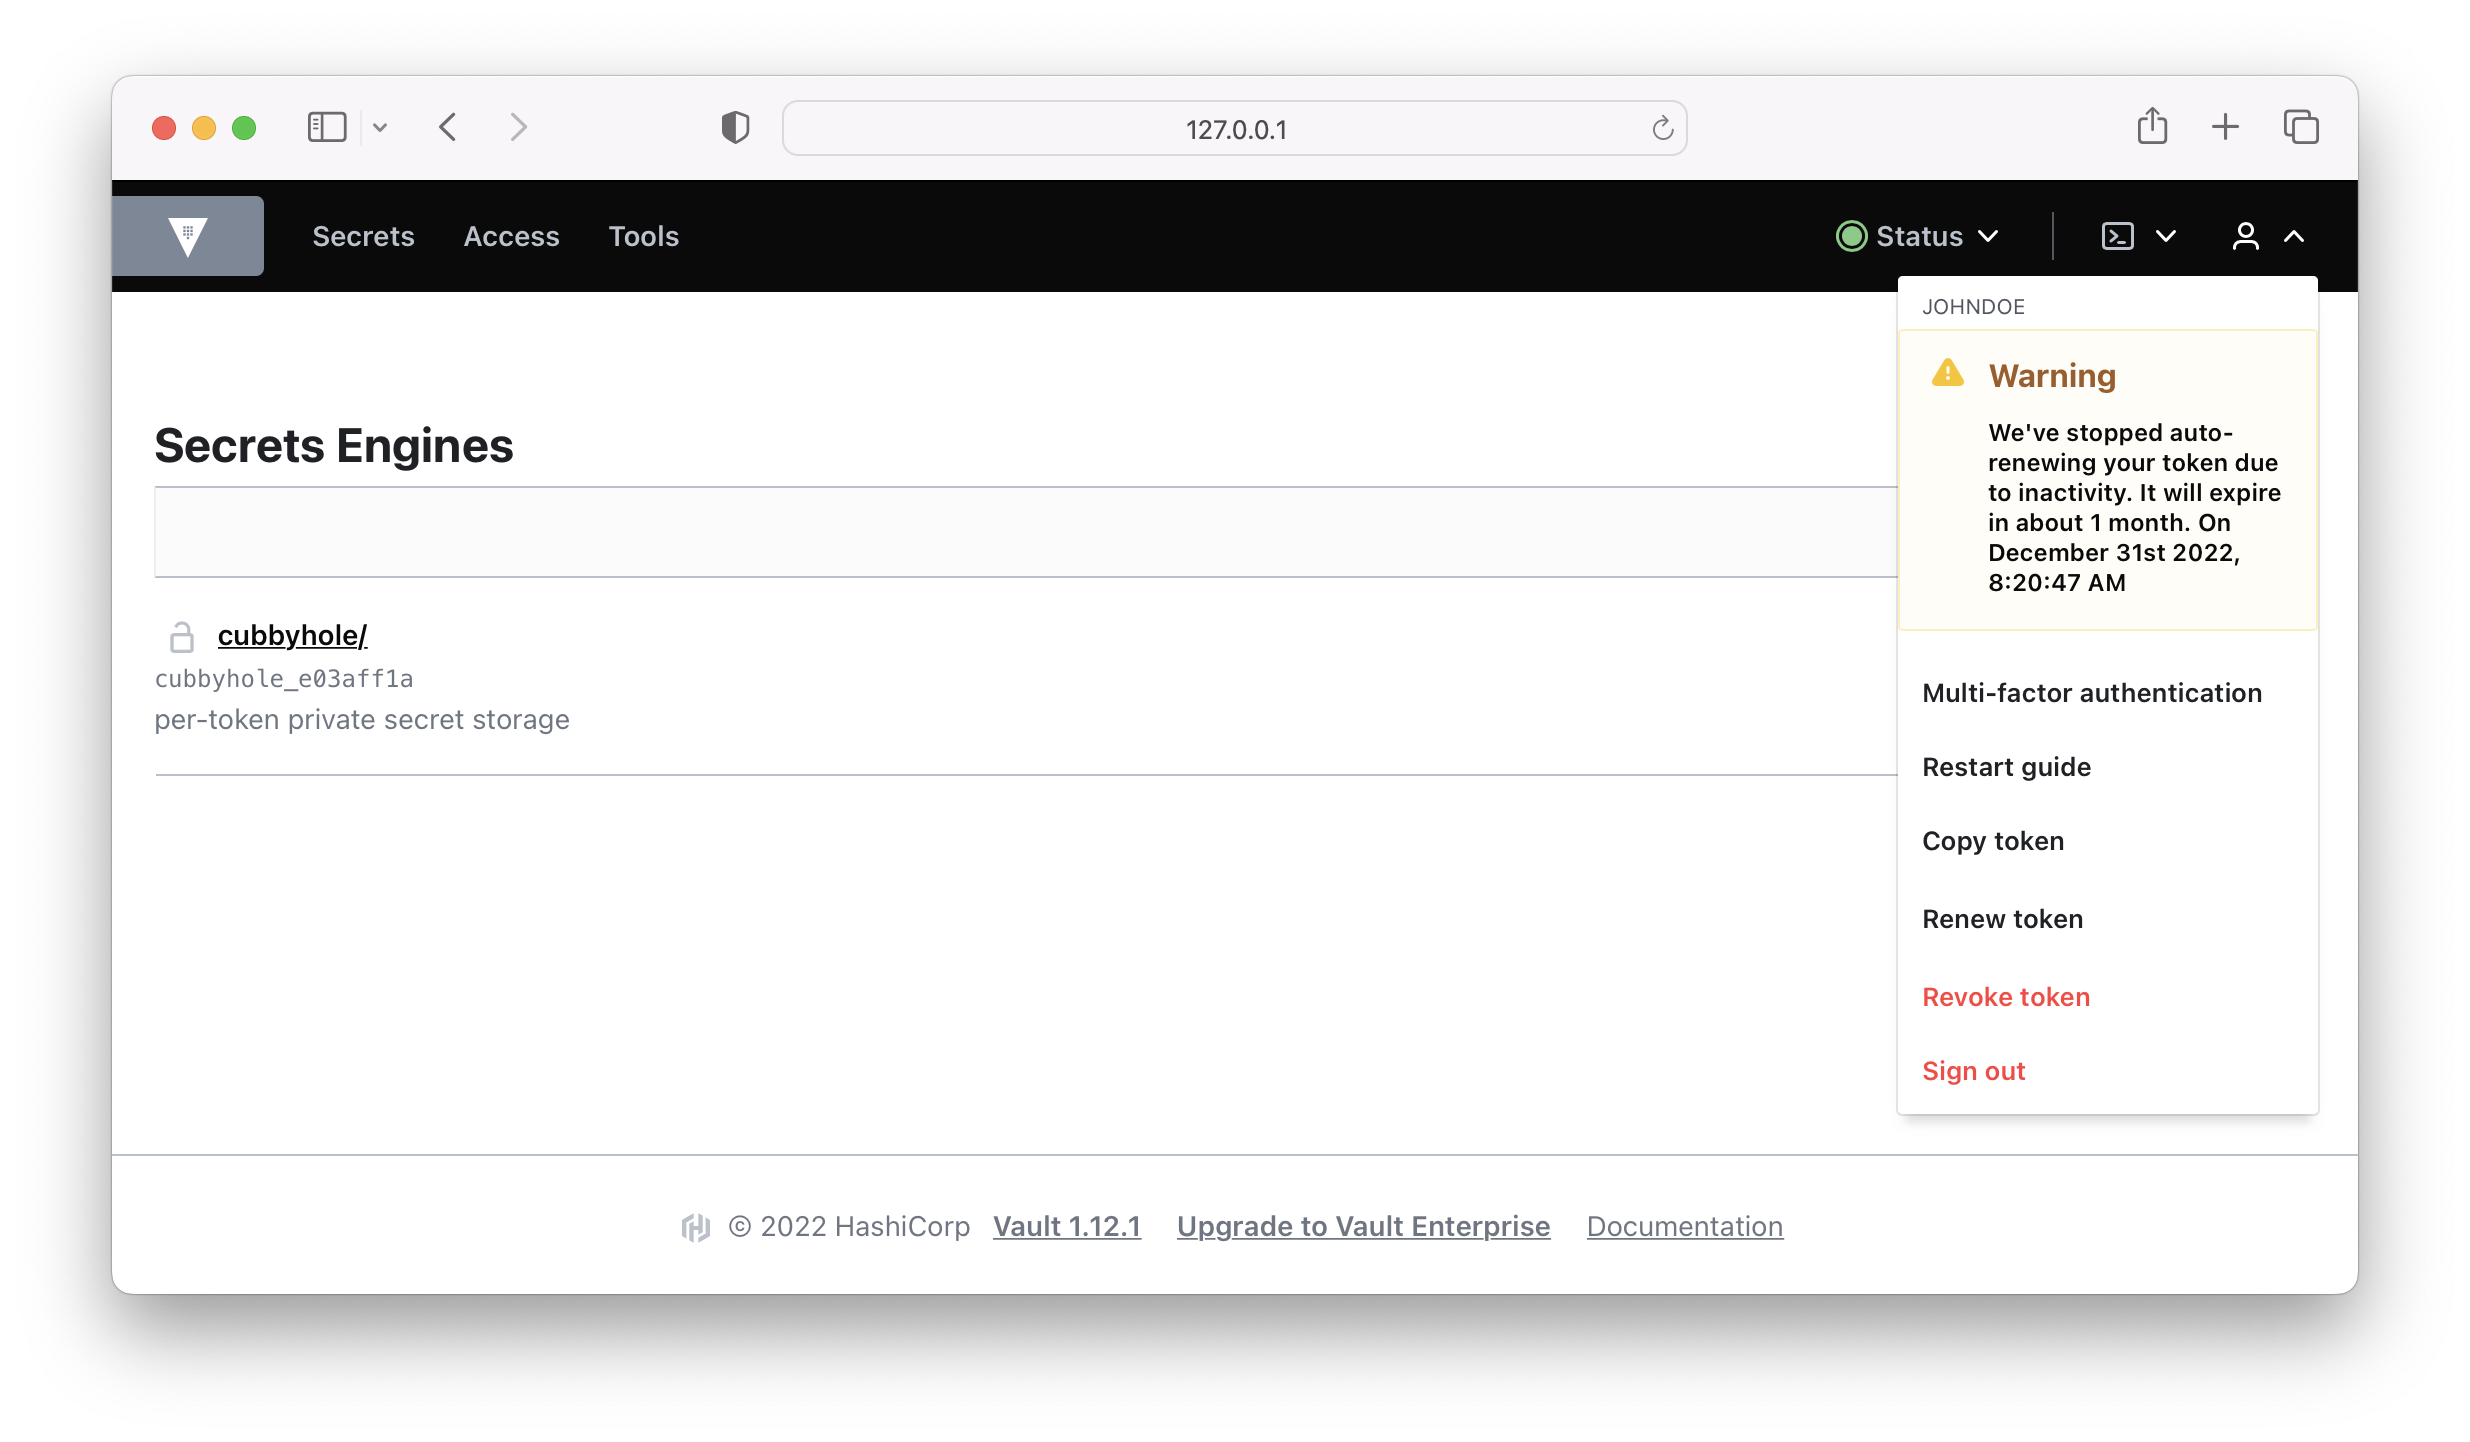 127.0.0.1
Secrets Access Tools Status
JOHNDOE
Warning
We've stopped auto-
renewing your token due
to inactivity. It will expire
in about 1 month. On
December 31st 2022,
8:20:47 AM
Multi-factor authentication
Restart guide
Copy token
Renew token
Revoke token
Sign out
Secrets Engines
cubbyhole/
cubbyhole_e03aff1a
per-token private secret storage
© 2022 HashiCorp Vault 1.12.1 Upgrade to Vault Enterprise Documentation